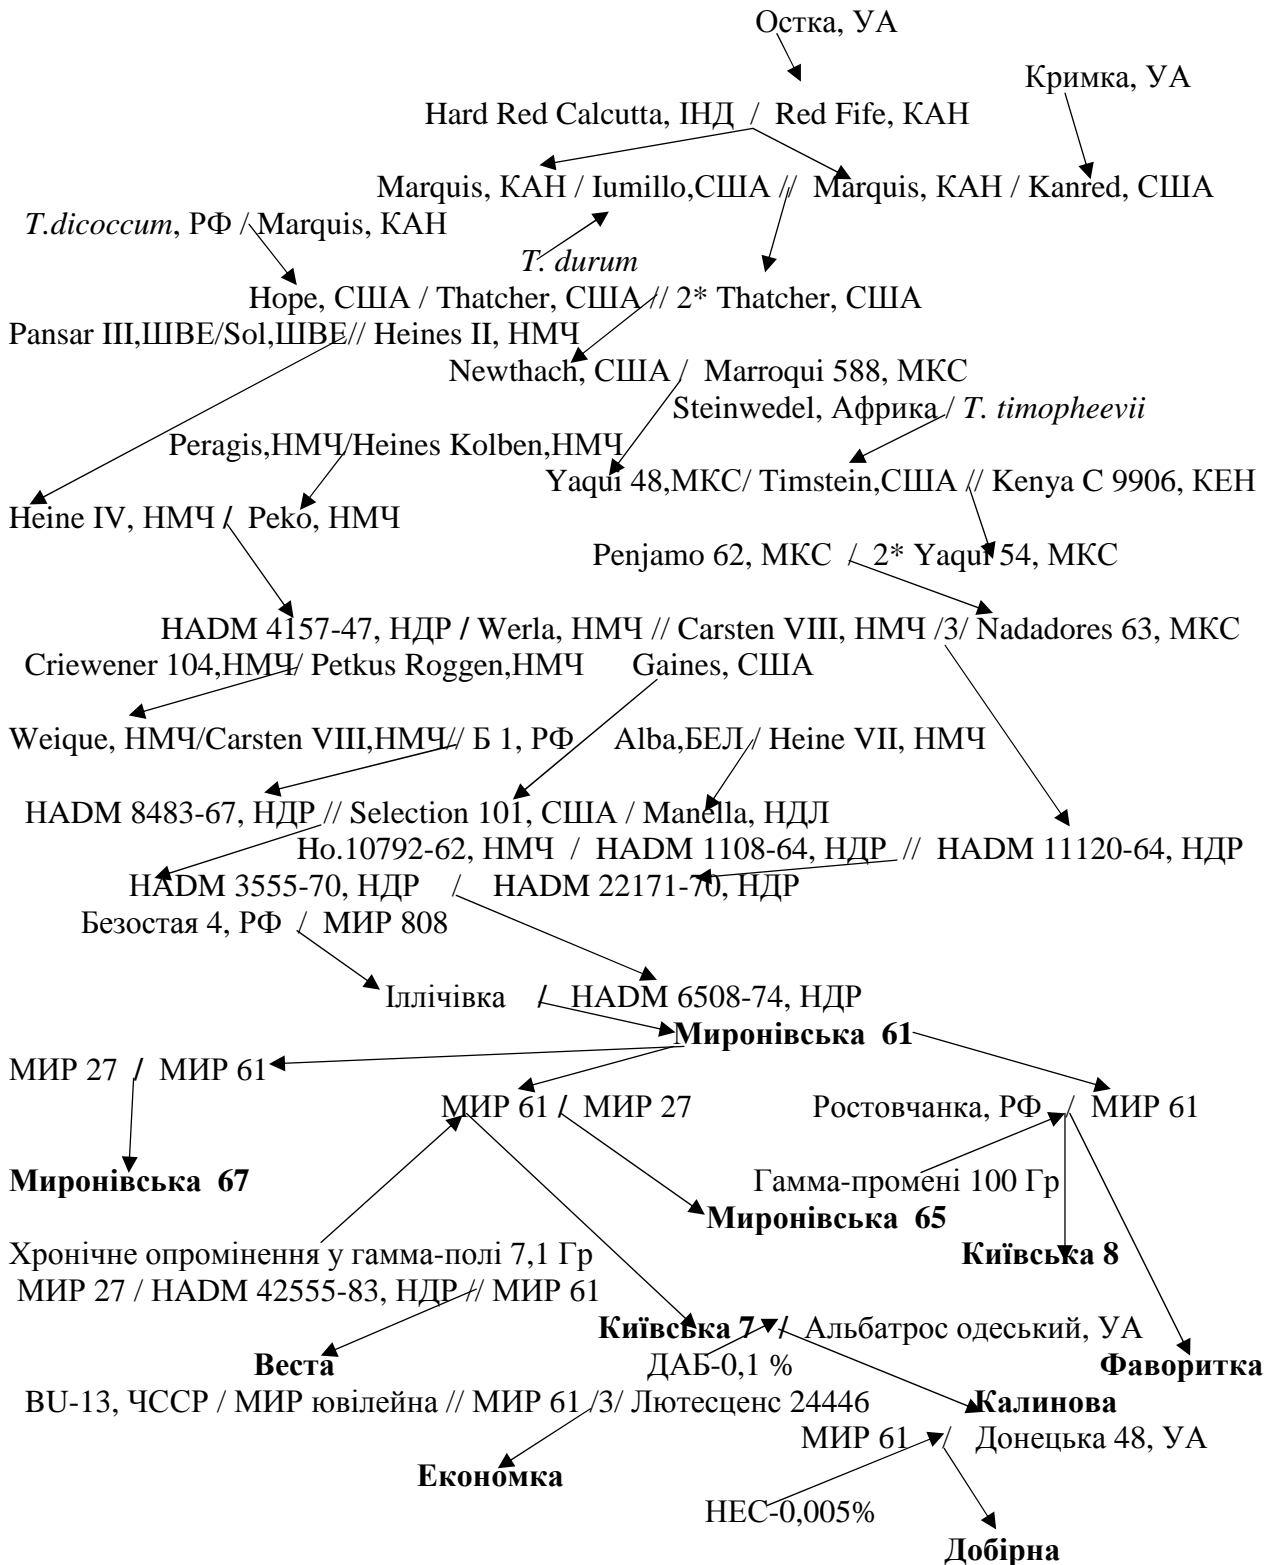 Остка, УА
Кримка, УА
Hard Red Calcutta, ІНД / Red Fife, КАН
Marquis, КАН / Iumillo,США // Marquis, КАН / Kanred, США
T.dicoccum, РФ / Marquis, КАН
T. durum
Hope, США / Thatcher, США // 2* Thatcher, США
Pansar III,ШВЕ/Sol,ШВЕ// Heines II, НМЧ
Newthach, США / Marroqui 588, МКС
Steinwedel, Африка / T. timopheevii
Peragis,НМЧ/Heines Kolben,НМЧ
Yaqui 48,МКС/ Timstein,США // Kenya C 9906, КЕН
Heine IV, НМЧ / Peko, НМЧ
Penjamo 62, МКС / 2* Yaqui 54, МКС
HADM 4157-47, НДР / Werla, НМЧ // Carsten VIII, НМЧ /3/ Nadadores 63, МКС
Criewener 104,НМЧ/ Petkus Roggen,НМЧ Gaines, США
Weique, НМЧ/Carsten VIII,НМЧ// Б 1, РФ Alba,БЕЛ / Heine VII, НМЧ
HADM 8483-67, НДР // Selection 101, США / Manella, НДЛ
Ho.10792-62, НМЧ / HADM 1108-64, НДР // HADM 11120-64, НДР
HADM 3555-70, НДР / HADM 22171-70, НДР
Безостая 4, РФ / МИР 808
Іллічівка / HADM 6508-74, НДР
Миронівська 61
МИР 27 / МИР 61
МИР 61 / МИР 27 Ростовчанка, РФ / МИР 61
Миронівська 67 Гамма-промені 100 Гр
Миронівська 65
Хронічне опромінення у гамма-полі 7,1 Гр Київська 8
МИР 27 / HADM 42555-83, НДР // МИР 61
Київська 7 / Альбатрос одеський, УА
Веста ДАБ-0,1 % Фаворитка
BU-13, ЧССР / МИР ювілейна // МИР 61 /3/ Лютесценс 24446 Калинова
МИР 61 / Донецька 48, УА
Економка
НЕС-0,005%
Добірна